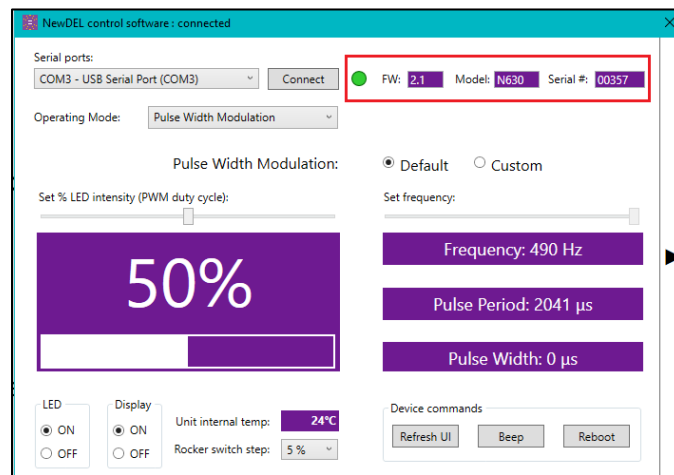 NewDEL control software : connected
Serial ports:
COM3 - USB Serial Port (COM3) Connect FW: 2.1 Model: N630 Serial #: 00357
Operating Mode: Pulse Width Modulation
Pulse Width Modulation: Default Custom
Set % LED intensity (PWM duty cycle): Set frequency:
50%
Frequency: 490 Hz
Pulse Period: 2041 µs
Pulse Width: 0 µs
LED Display Device commands
ON ON Unit internal temp: 24°C
OFF OFF Rocker switch step: 5 %
Refresh UI Beep Reboot